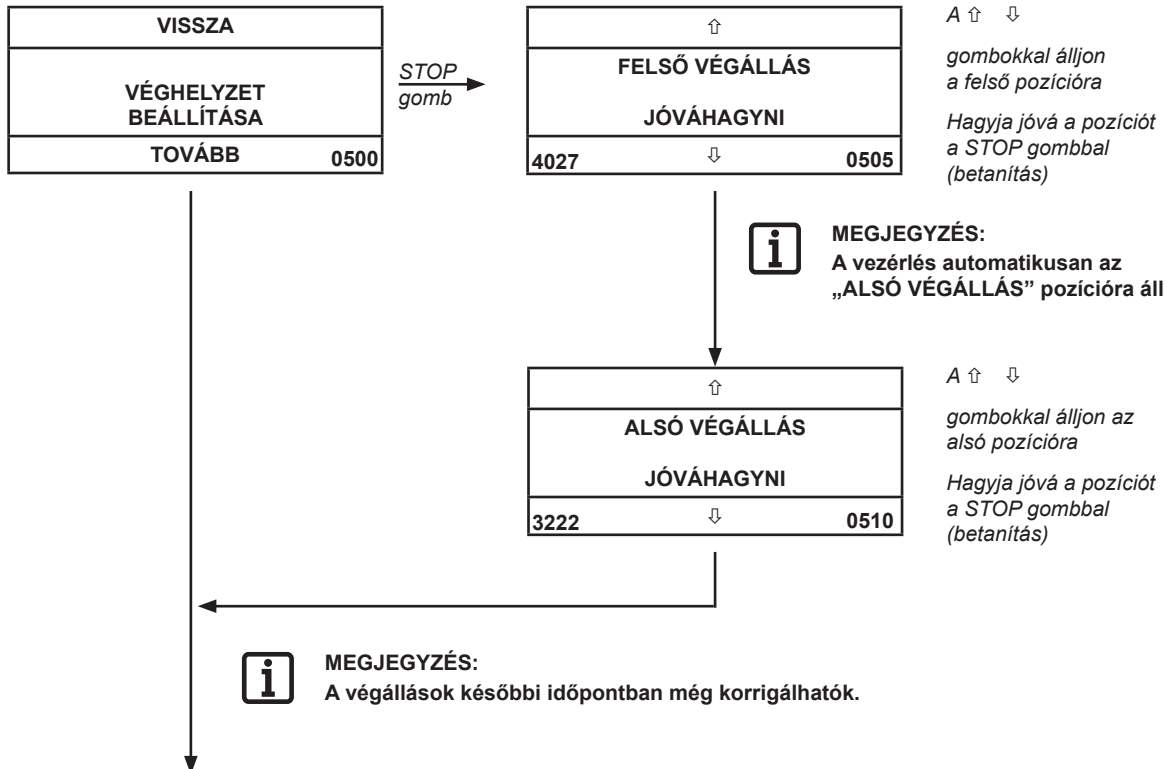 VISSZA
VÉGHELYZET
BEÁLLÍTÁSA
TOVÁBB 0500
STOP
gomb
⇧
FELSŐ VÉGÁLLÁS
JÓVÁHAGYNI
4027 ⇩ 0505
A ⇧ ⇩
gombokkal álljon
a felső pozícióra
Hagyja jóvá a pozíciót
a STOP gombbal
(betanítás)
i
MEGJEGYZÉS:
A vezérlés automatikusan az
„ALSÓ VÉGÁLLÁS” pozícióra áll
⇧
ALSÓ VÉGÁLLÁS
JÓVÁHAGYNI
3222 ⇩ 0510
A ⇧ ⇩
gombokkal álljon az
alsó pozícióra
Hagyja jóvá a pozíciót
a STOP gombbal
(betanítás)
i
MEGJEGYZÉS:
A végállások későbbi időpontban még korrigálhatók.